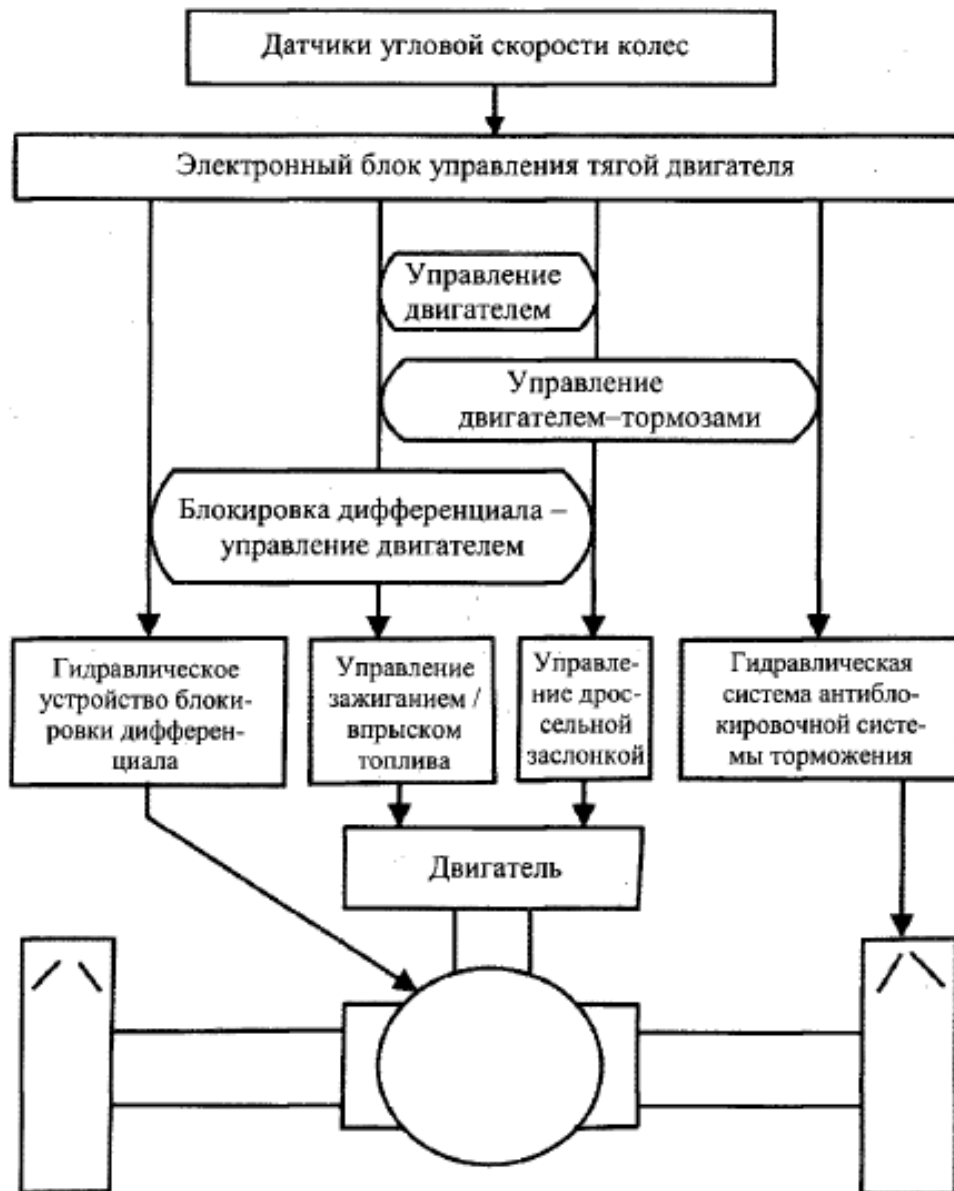 Датчики угловой скорости колес
Электронный блок управления тягой двигателя
Управление
двигателем
Управление
двигателем–тормозами
Блокировка дифференциала –
управление двигателем
Гидравлическое
устройство блоки-
ровки дифферен-
циала
Управление
зажиганием /
впрыском
топлива
Управле-
ние дрос-
сельной
заслонкой
Гидравлическая
система антибло-
кировочной систе-
мы торможения
Двигатель